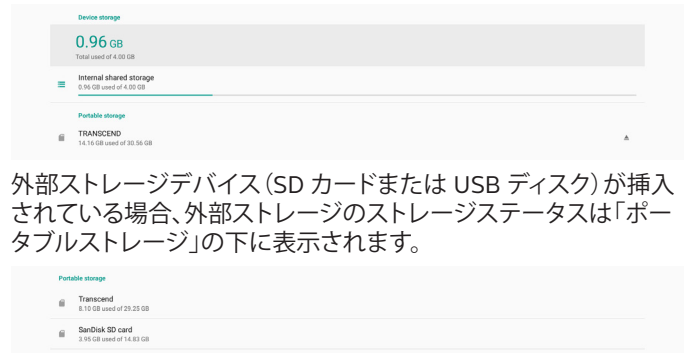 Device storage
0.96 GB
Total used of 4.00 GB
Internal shared storage
0.96 GB used of 4.00 GB
Portable storage
TRANSCEND
14.16 GB used of 30.56 GB
外部ストレージデバイス（SD カードまたは USB ディスク）が挿入
されている場合、外部ストレージのストレージステータスは「ポー
タブルストレージ」の下に表示されます。
Portable storage
Transcend
8.10 GB used of 29.25 GB
SanDisk SD card
3.95 GB used of 14.83 GB